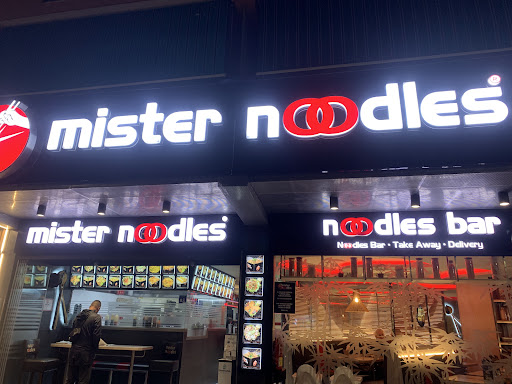 mister noodles
mister noodles
noodles bar
Noodles Bar • Take Away • Delivery